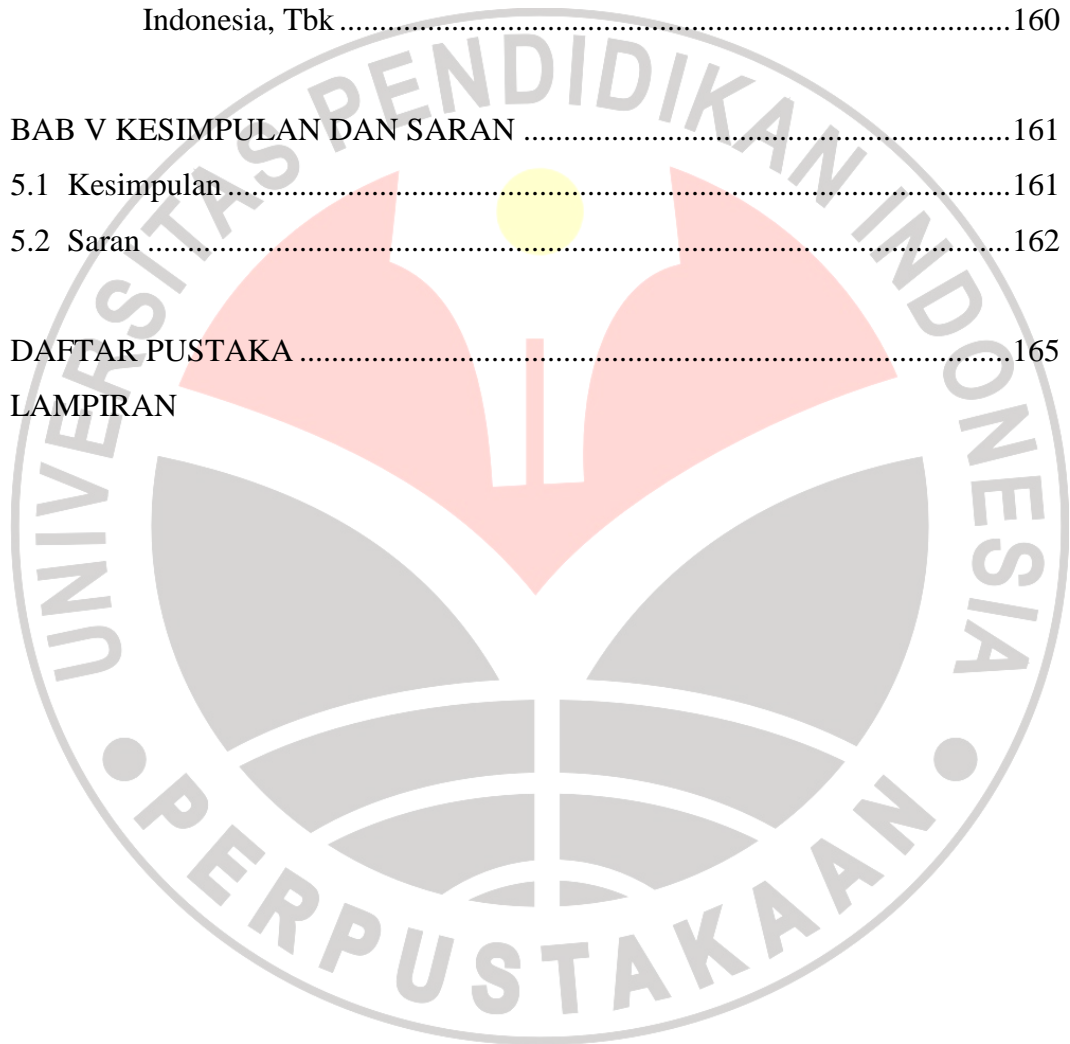 Indonesia, Tbk ........................................................................................160
BAB V KESIMPULAN DAN SARAN ................................................................161
5.1 Kesimpulan .......................................................................................................161
5.2 Saran .................................................................................................................162
DAFTAR PUSTAKA .............................................................................................165
LAMPIRAN
UNIVERSITAS PENDIDIKAN INDONESIA
PERPUSTAKAAN